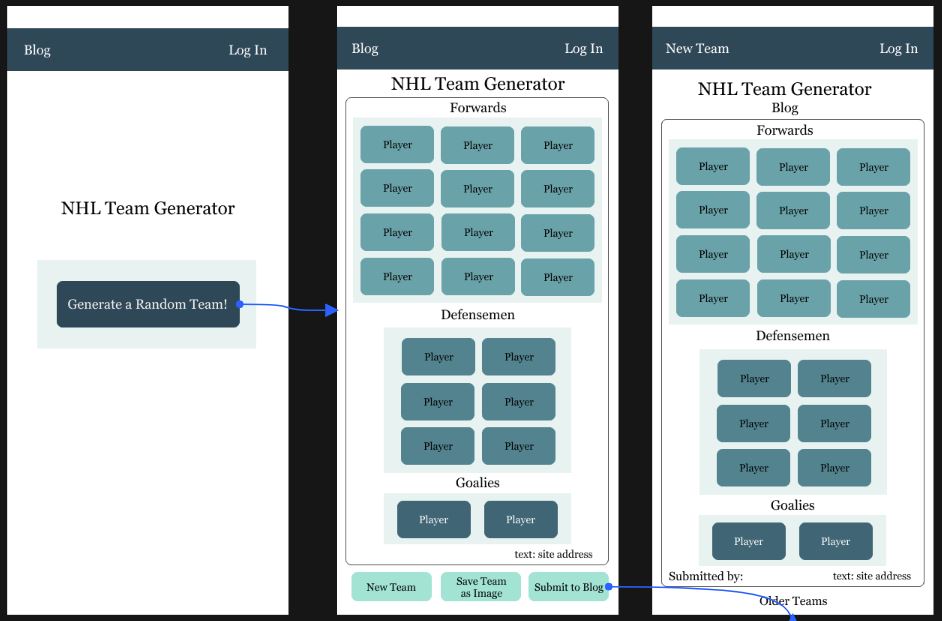 Blog Log In
NHL Team Generator
Generate a Random Team!
Blog Log In
NHL Team Generator
Forwards
Player Player Player
Player Player Player
Player Player Player
Player Player Player
Defensemen
Player Player
Player Player
Player Player
Goalies
Player Player
text: site address
New Team Save Team Submit to Blog
as Image
New Team Log In
NHL Team Generator
Blog
Forwards
Player Player Player
Player Player Player
Player Player Player
Player Player Player
Defensemen
Player Player
Player Player
Player Player
Goalies
Player Player
Submitted by: text: site address
Older Teams